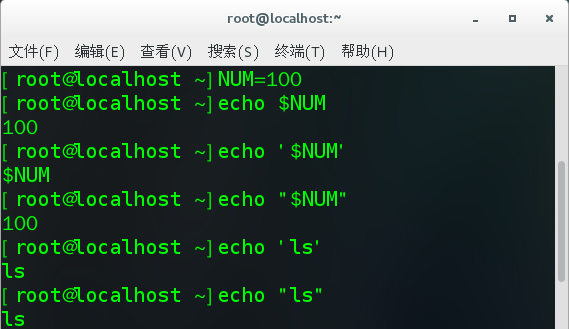 root@localhost:~
文件(F) 编辑(E) 查看(V) 搜索(S) 终端(T) 帮助(H)
[root@localhost ~]NUM=100
[root@localhost ~]echo $NUM
100
[root@localhost ~]echo '$NUM'
$NUM
[root@localhost ~]echo "$NUM"
100
[root@localhost ~]echo 'ls'
ls
[root@localhost ~]echo "ls"
ls